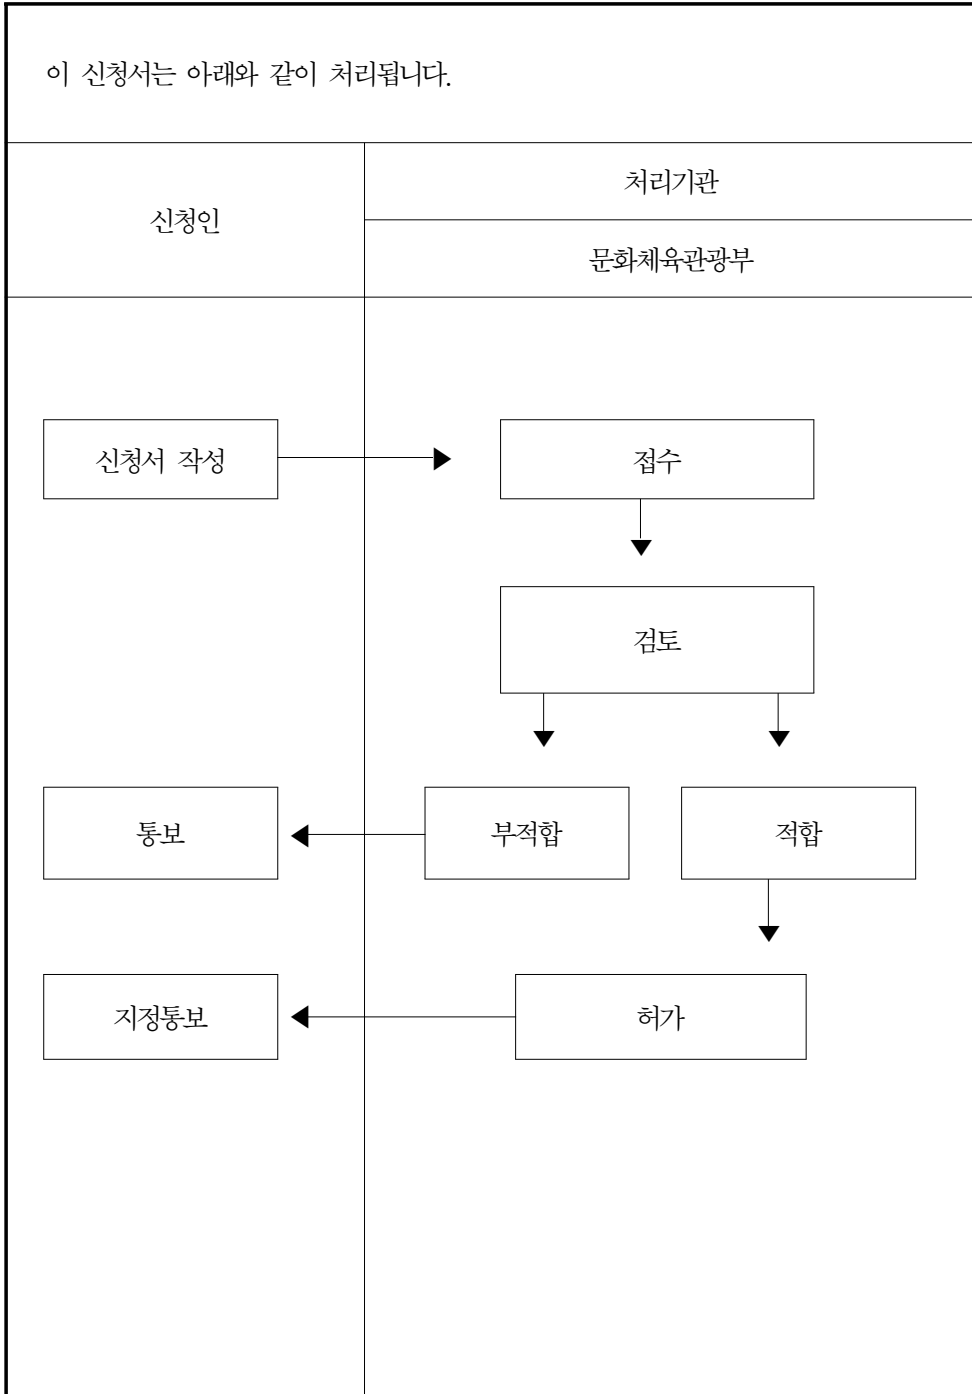 이 신청서는 아래와 같이 처리됩니다.
신청인
처리기관
문화체육관광부
신청서 작성
접수
검토
통보
부적합
적합
지정통보
허가